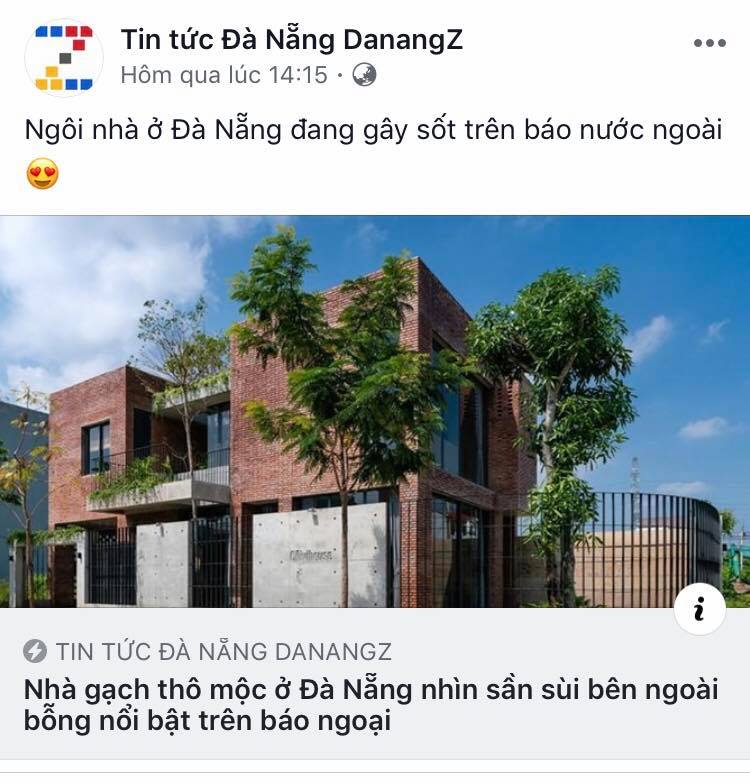 Tin tức Đà Nẵng DanangZ
Hôm qua lúc 14:15 ·
Ngôi nhà ở Đà Nẵng đang gây sốt trên báo nước ngoài
😍
i
TIN TỨC ĐÀ NẴNG DANANGZ
Nhà gạch thô mộc ở Đà Nẵng nhìn sần sùi bên ngoài
bỗng nổi bật trên báo ngoại